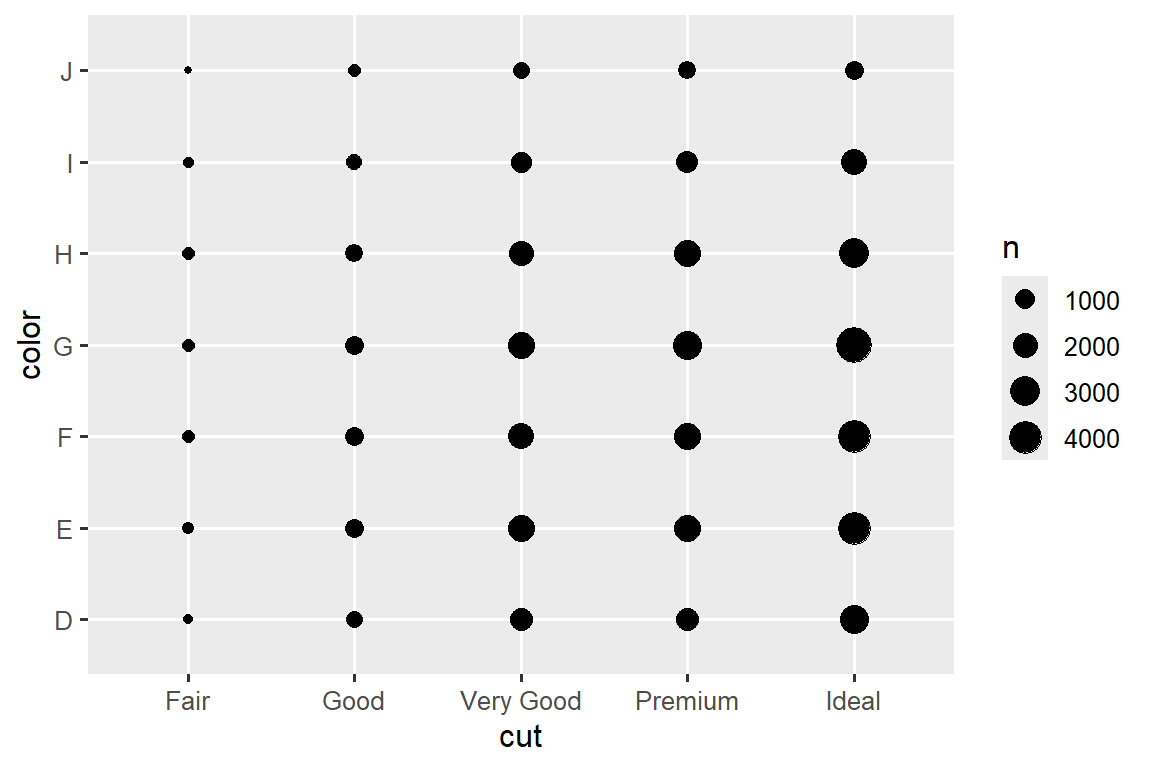 J
I
H
G
F
E
D
color
Fair
Good
Very Good
Premium
Ideal
cut
n
1000
2000
3000
4000